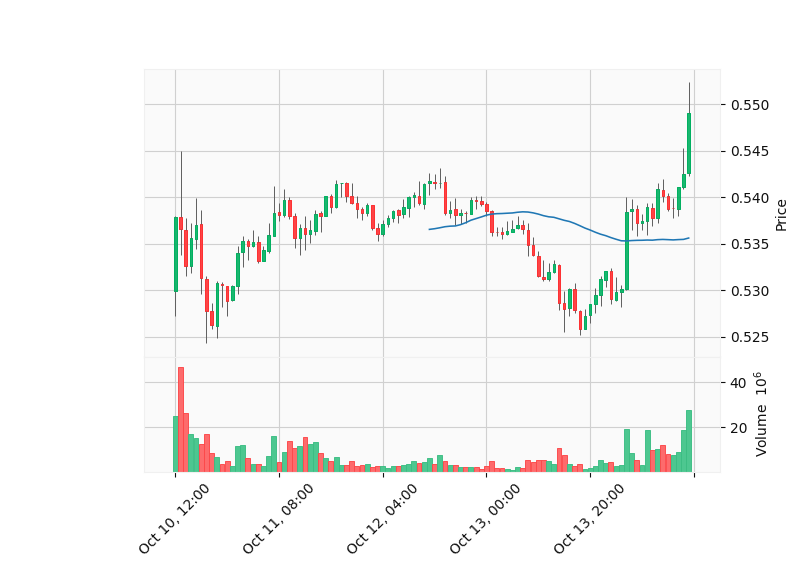 0.550
0.545
0.540
0.535
0.530
0.525
Price
40
20
Volume 10^6
Oct 10, 12:00
Oct 11, 08:00
Oct 12, 04:00
Oct 13, 00:00
Oct 13, 20:00